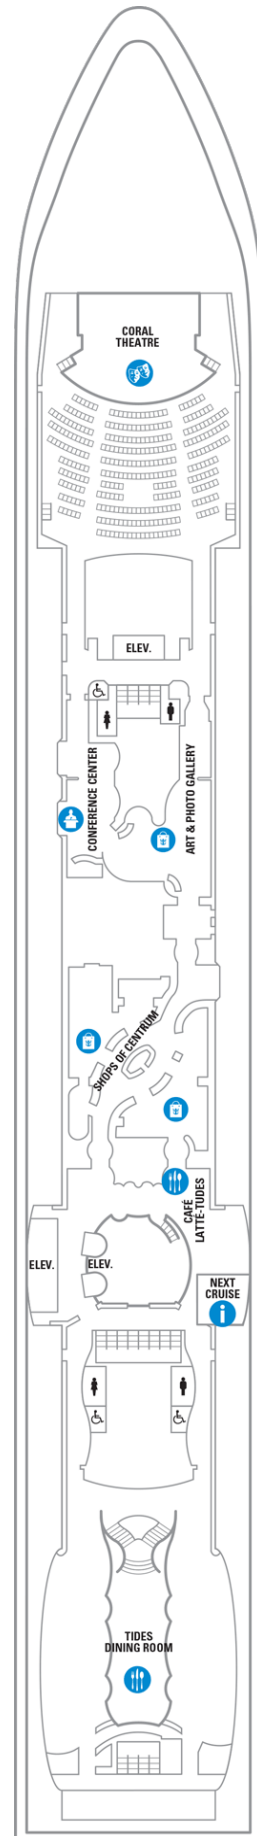 CORAL
THEATRE
ELEV.
CONFERENCE CENTER
ART & PHOTO GALLERY
SHOPS OF CENTRUM
CAFÉ
LATTE-TUDES
ELEV.
ELEV.
NEXT
CRUISE
i
TIDES
DINING ROOM